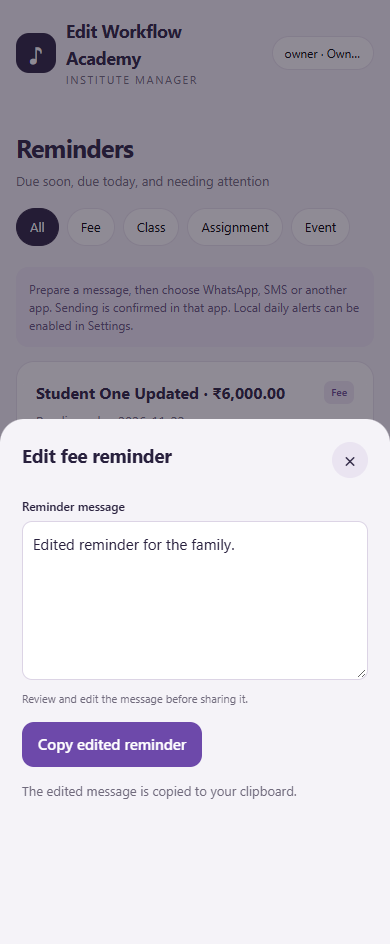 Edit Workflow
Academy
INSTITUTE MANAGER
owner · Own...
Reminders
Due soon, due today, and needing attention
All
Fee
Class
Assignment
Event
Prepare a message, then choose WhatsApp, SMS or another
app. Sending is confirmed in that app. Local daily alerts can be
enabled in Settings.
Student One Updated · ₹6,000.00
Fee
Edit fee reminder
×
Reminder message
Edited reminder for the family.
Review and edit the message before sharing it.
Copy edited reminder
The edited message is copied to your clipboard.